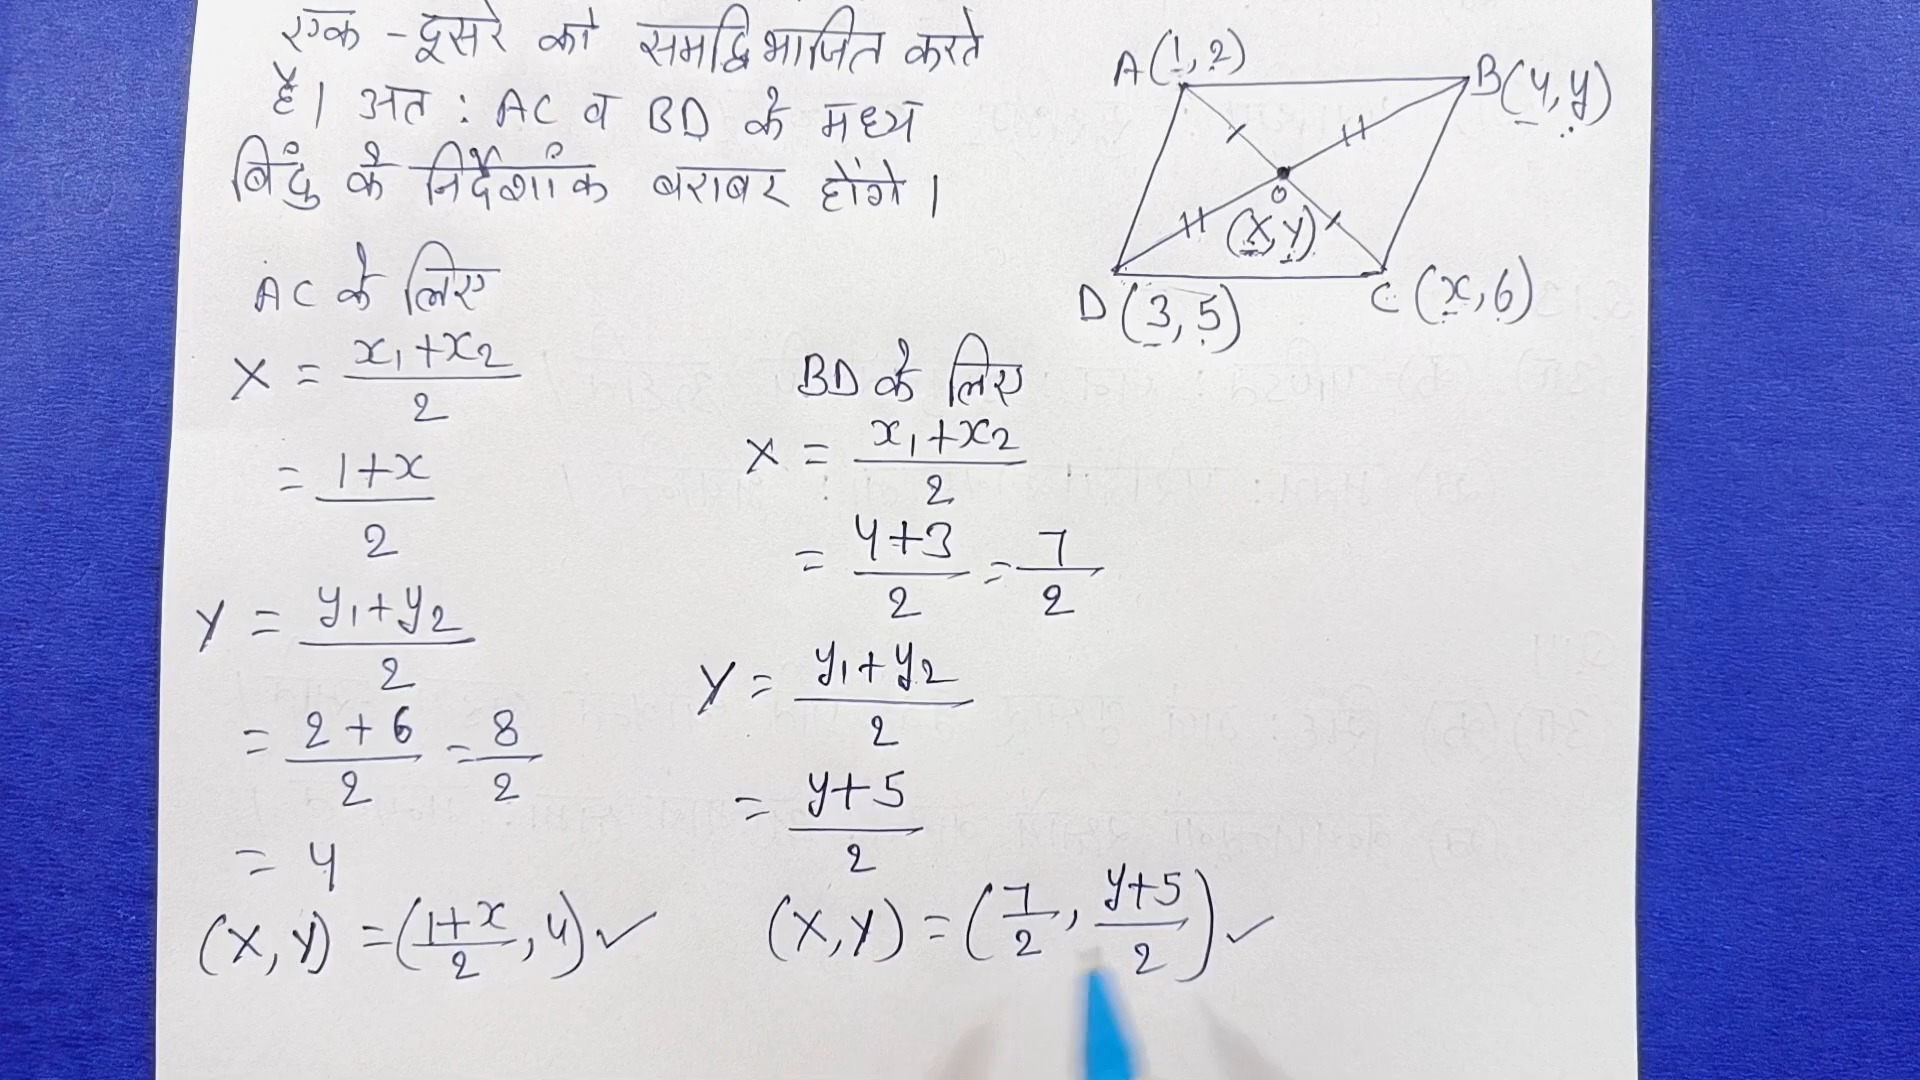 एक-दूसरे को समद्विभाजित करते
हैं। अत: AC व BD के मध्य
बिंदु के निर्देशांक बराबर होंगे।
A(1,2)
B(4,y)
O
(X,Y)
D(3,5)
C(x,6)
AC के लिए
X = x₁+x₂/2
= 1+x/2
Y = y₁+y₂/2
= 2+6/2 = 8/2
= 4
(X,Y) = (1+x/2, 4) ✓
BD के लिए
X = x₁+x₂/2
= 4+3/2 = 7/2
Y = y₁+y₂/2
= y+5/2
(X,Y) = (7/2, y+5/2) ✓